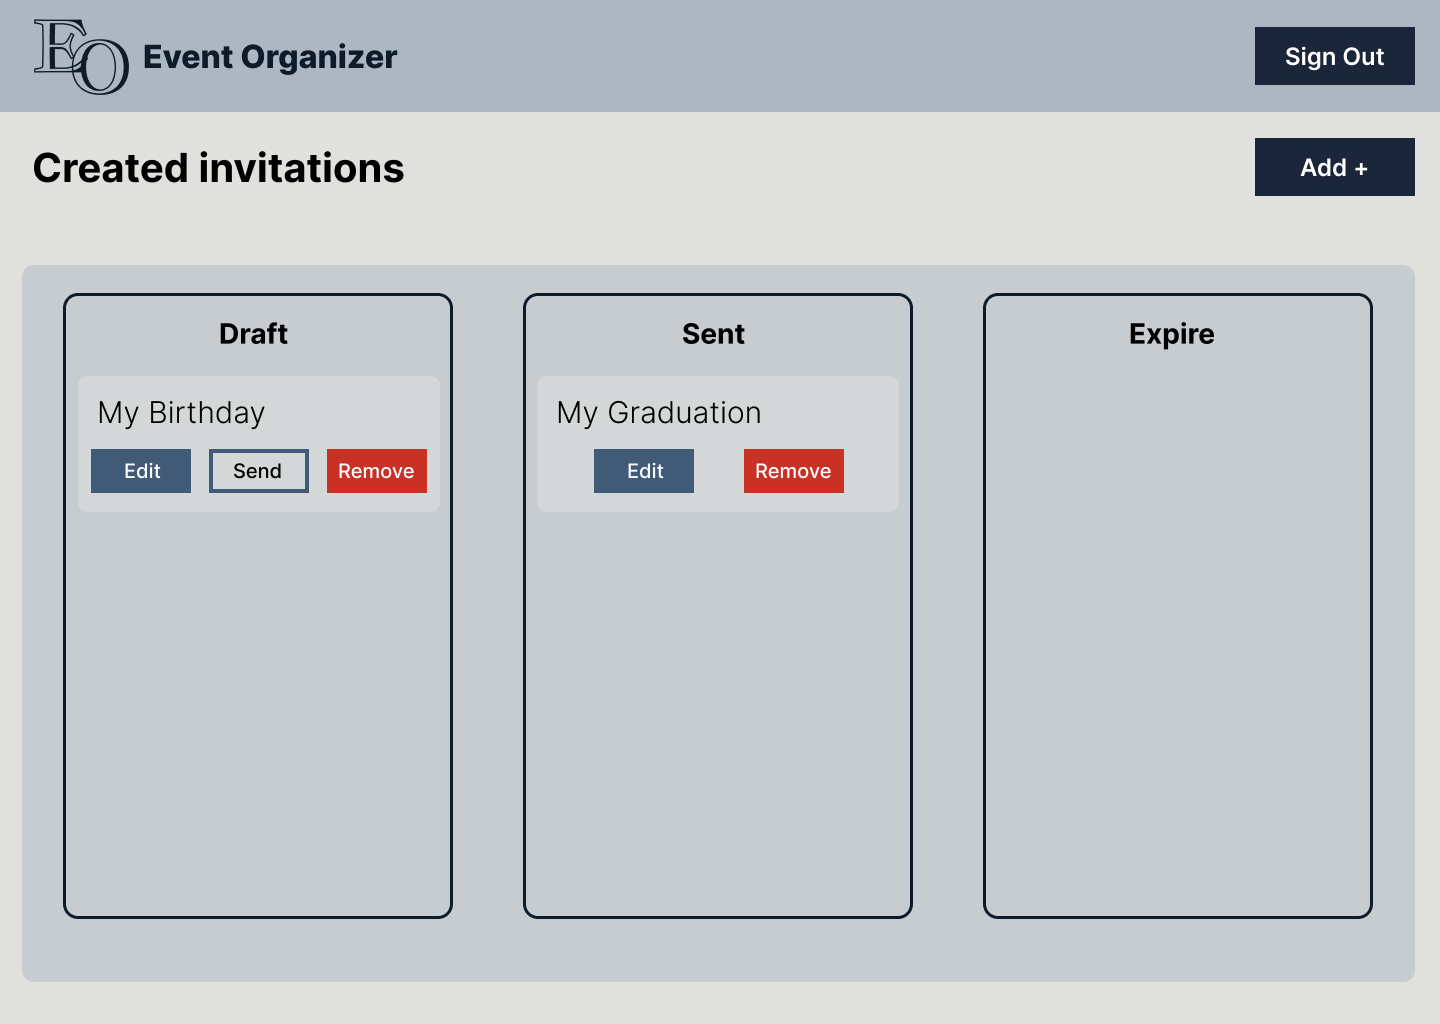 EO
Event Organizer
Sign Out
Created invitations
Add +
Draft
My Birthday
Edit Send Remove
Sent
My Graduation
Edit Remove
Expire